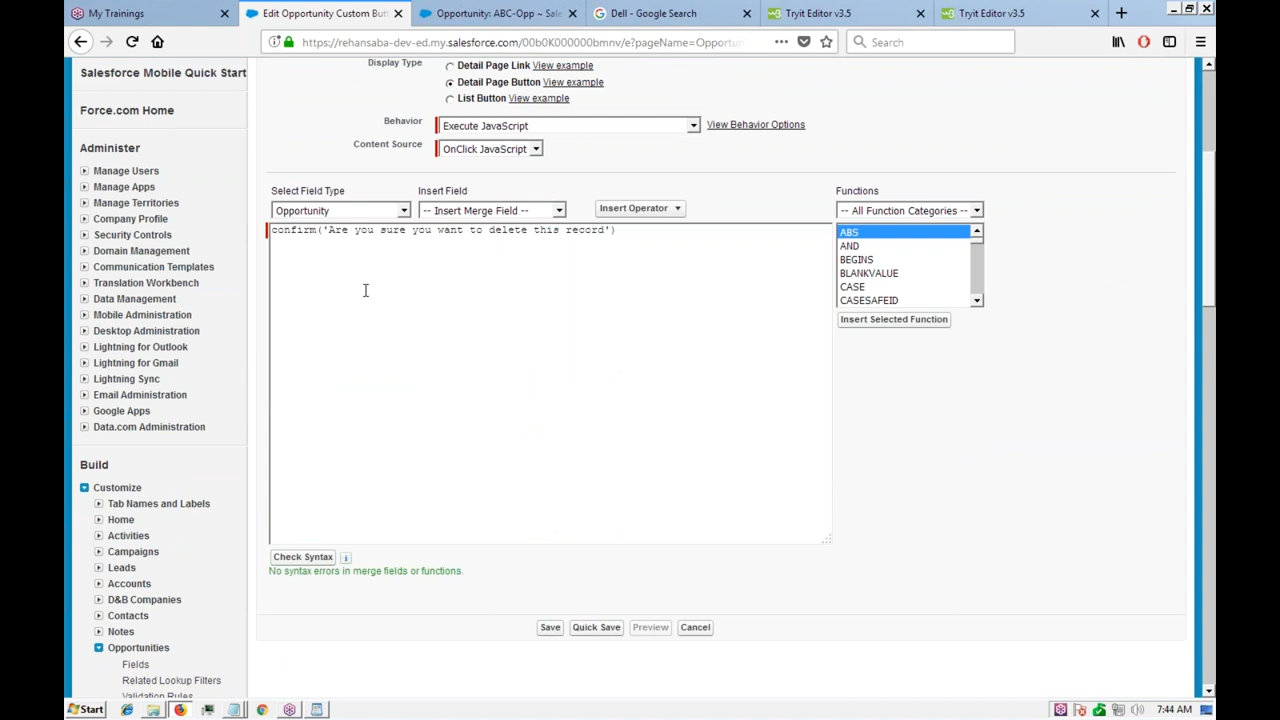 My Trainings
Edit Opportunity Custom But
Opportunity: ABC-Opp ~ Sale
Dell - Google Search
Tryit Editor v3.5
Tryit Editor v3.5
https://rehansaba-dev-ed.my.salesforce.com/00b0K000000bmnv/e?pageName=Opportu
Search
Salesforce Mobile Quick Start
Force.com Home
Administer
Manage Users
Manage Apps
Manage Territories
Company Profile
Security Controls
Domain Management
Communication Templates
Translation Workbench
Data Management
Mobile Administration
Desktop Administration
Lightning for Outlook
Lightning for Gmail
Lightning Sync
Email Administration
Google Apps
Data.com Administration
Build
Customize
Tab Names and Labels
Home
Activities
Campaigns
Leads
Accounts
D&B Companies
Contacts
Notes
Opportunities
Fields
Related Lookup Filters
Validation Rules
Display Type
Detail Page Link View example
Detail Page Button View example
List Button View example
Behavior
Execute JavaScript
View Behavior Options
Content Source
OnClick JavaScript
Select Field Type
Insert Field
Functions
Opportunity
-- Insert Merge Field --
Insert Operator
-- All Function Categories --
confirm('Are you sure you want to delete this record')
ABS
AND
BEGINS
BLANKVALUE
CASE
CASESAFEID
Insert Selected Function
Check Syntax
No syntax errors in merge fields or functions.
Save
Quick Save
Preview
Cancel
Start
7:44 AM